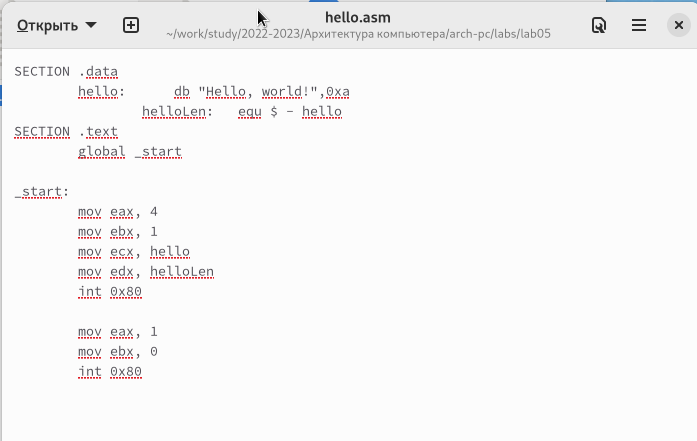 hello.asm
Открыть
~/work/study/2022-2023/Архитектура компьютера/arch-pc/labs/lab05
SECTION .data
hello: db "Hello, world!",0xa
helloLen: equ $ - hello
SECTION .text
global _start
_start:
mov eax, 4
mov ebx, 1
mov ecx, hello
mov edx, helloLen
int 0x80
mov eax, 1
mov ebx, 0
int 0x80